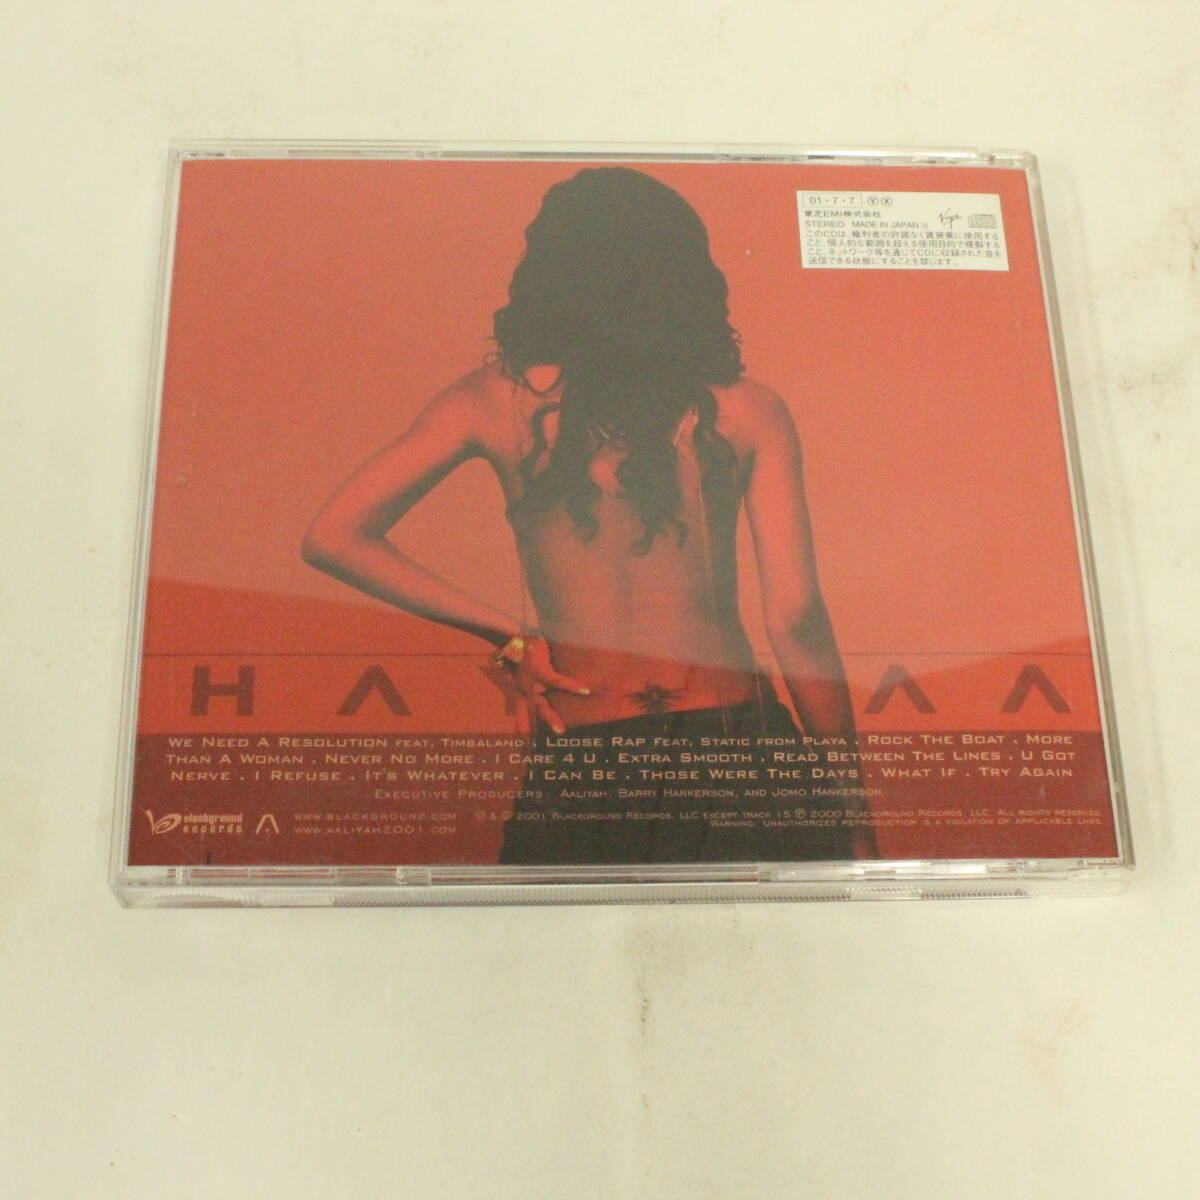 01・7・7 Ⓨ Ⓧ
東芝EMI株式会社
STEREO MADE IN JAPAN
Virgin
このCDは、権利者の許諾なく賃貸業に使用する
こと、個人的な範囲を超える使用目的で複製する
こと、ネットワーク等を通じてCDに収録された音を
送信できる状態にすることを禁じます。
WE NEED A RESOLUTION FEAT. TIMBALAND . LOOSE RAP FEAT. STATIC FROM PLAYA . ROCK THE BOAT . MORE
THAN A WOMAN . NEVER NO MORE . I CARE 4 U . EXTRA SMOOTH . READ BETWEEN THE LINES . U GOT
NERVE . I REFUSE . IT'S WHATEVER . I CAN BE . THOSE WERE THE DAYS . WHAT IF . TRY AGAIN
EXECUTIVE PRODUCERS: AALIYAH, BARRY HANKERSON, AND JOMO HANKERSON
blackground
records
WWW.BLACKGROUND.COM
WWW.AALIYAH2001.COM
℗ & © 2001 BLACKGROUND RECORDS, LLC EXCEPT TRACK 15 ℗ 2000 BLACKGROUND RECORDS, LLC. ALL RIGHTS RESERVED.
WARNING: UNAUTHORIZED REPRODUCTION IS A VIOLATION OF APPLICABLE LAWS